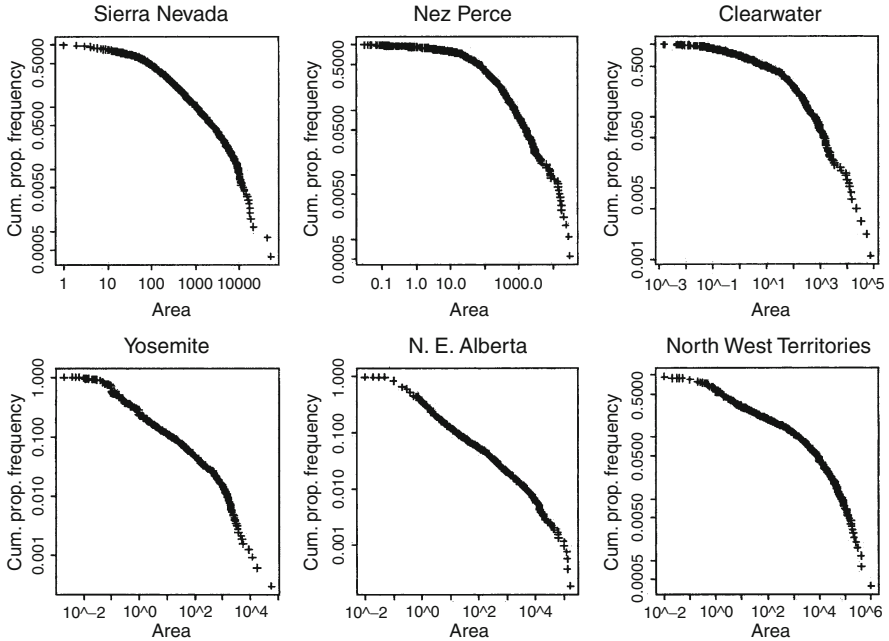 Sierra Nevada
Cum. prop. frequency
0.5000
0.0500
0.0050
0.0005
1 10 100 1000 10000
Area
Nez Perce
Cum. prop. frequency
0.5000
0.0500
0.0050
0.0005
0.1 1.0 10.0 1000.0
Area
Clearwater
Cum. prop. frequency
0.500
0.050
0.005
0.001
10^−3 10^−1 10^1 10^3 10^5
Area
Yosemite
Cum. prop. frequency
1.000
0.100
0.010
0.001
10^−2 10^0 10^2 10^4
Area
N. E. Alberta
Cum. prop. frequency
1.000
0.100
0.010
0.001
10^−2 10^0 10^2 10^4
Area
North West Territories
Cum. prop. frequency
0.5000
0.0500
0.0050
0.0005
10^−2 10^0 10^2 10^4 10^6
Area